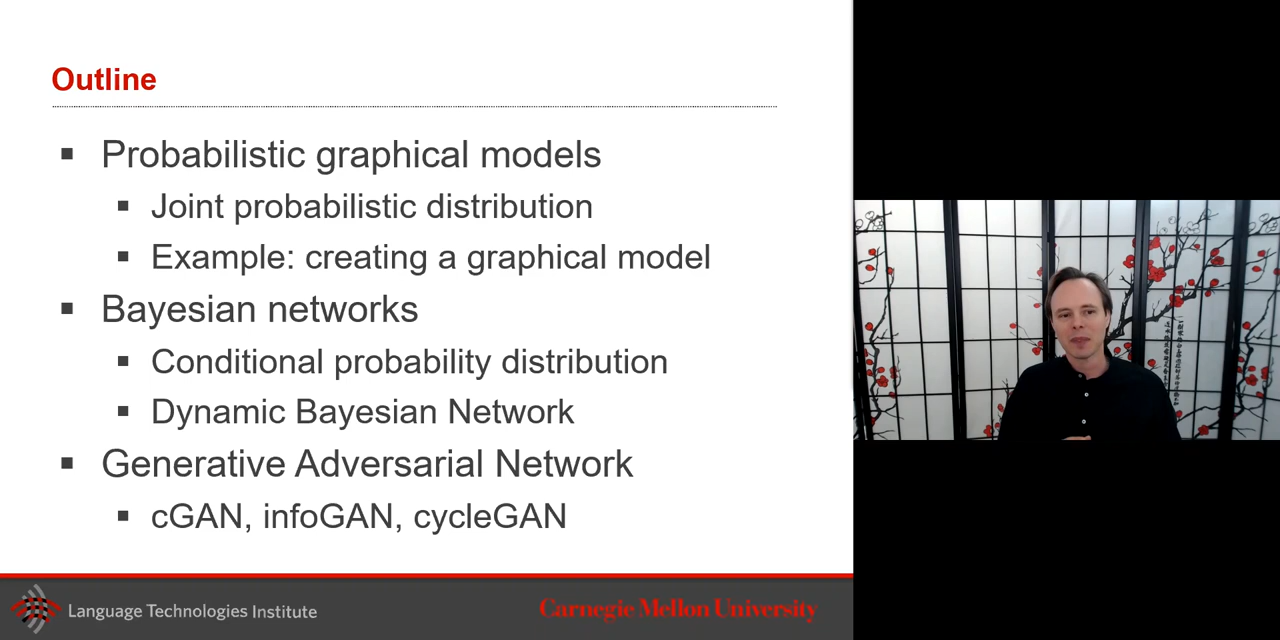 Outline
▪ Probabilistic graphical models
▪ Joint probabilistic distribution
▪ Example: creating a graphical model
▪ Bayesian networks
▪ Conditional probability distribution
▪ Dynamic Bayesian Network
▪ Generative Adversarial Network
▪ cGAN, infoGAN, cycleGAN
Language Technologies Institute
Carnegie Mellon University